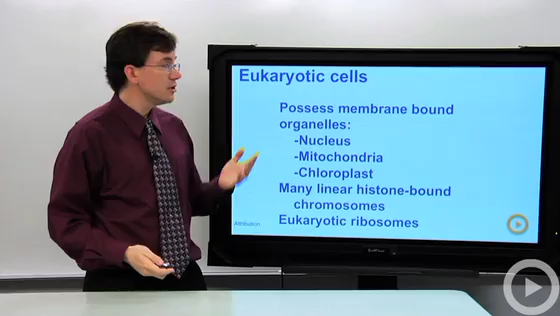 Eukaryotic cells
Possess membrane bound
organelles:
-Nucleus
-Mitochondria
-Chloroplast
Many linear histone-bound
chromosomes
Eukaryotic ribosomes
Attribution